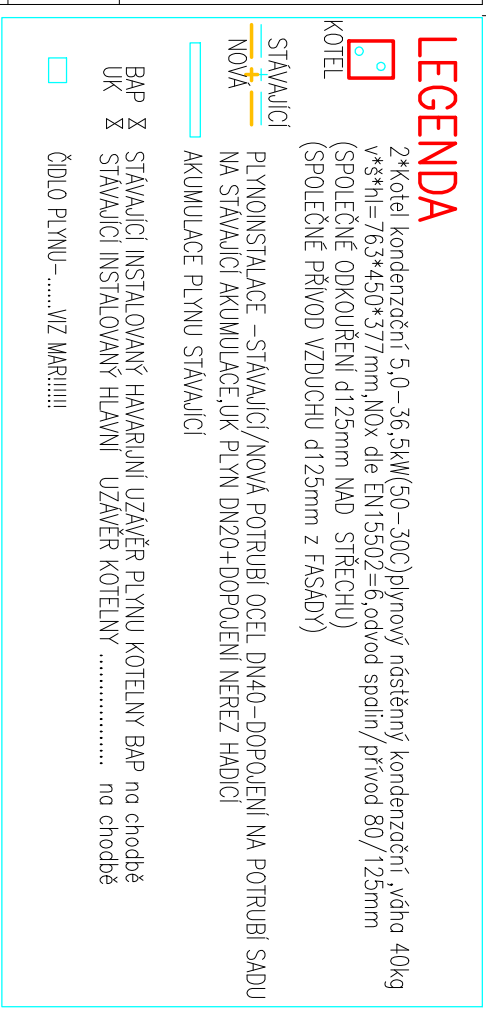 LEGENDA
2*Kotel kondenzační 5,0-36,5kW(50-30C)plynový nástěnný kondenzační ,váha 40kg
v*š*hl=763*450*377mm,NOx dle EN15502=6,odvod spalin/přívod 80/125mm
KOTEL
(SPOLEČNÉ ODKOUŘENÍ d125mm NAD STŘECHU)
(SPOLEČNÉ PŘÍVOD VZDUCHU d125mm z FASÁDY)
STÁVAJÍCÍ
NOVÁ
PLYNOINSTALACE -STÁVAJÍCÍ/NOVÁ POTRUBÍ OCEL DN40-DOPOJENÍ NA POTRUBÍ SADU
NA STÁVAJÍCÍ AKUMULACE,UK PLYN DN20+DOPOJENÍ NEREZ HADICÍ
AKUMULACE PLYNU STÁVAJÍCÍ
BAP STÁVAJÍCÍ INSTALOVANÝ HAVARIJNÍ UZÁVĚR PLYNU KOTELNY BAP na chodbě
UK STÁVAJÍCÍ INSTALOVANÝ HLAVNÍ UZÁVĚR KOTELNY ................... na chodbě
ČIDLO PLYNU-......VIZ MAR!!!!!!